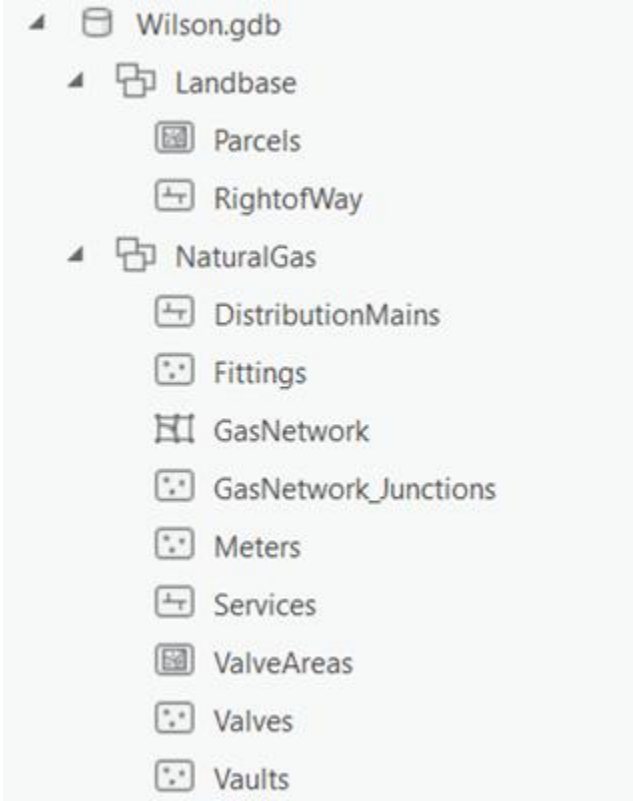 Wilson.gdb
Landbase
Parcels
RightofWay
NaturalGas
DistributionMains
Fittings
GasNetwork
GasNetwork_Junctions
Meters
Services
ValveAreas
Valves
Vaults